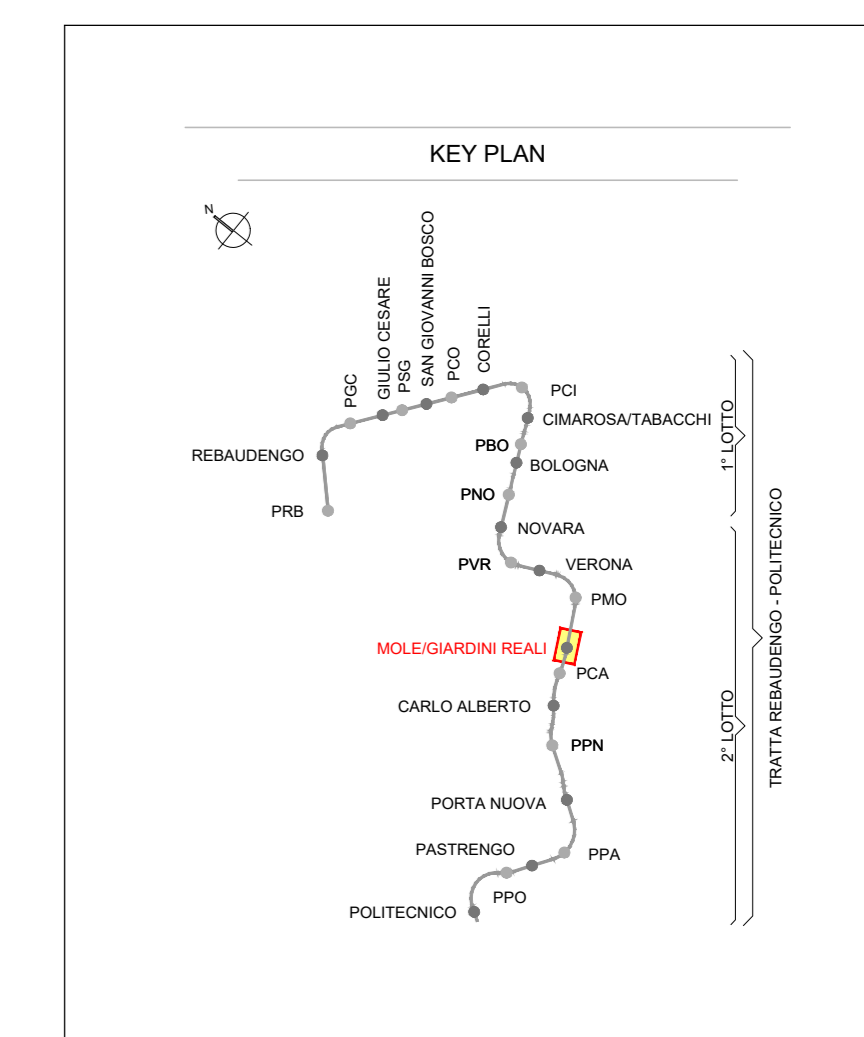 KEY PLAN
N
PGC
GIULIO CESARE
PSG
SAN GIOVANNI BOSCO
PCO
CORELLI
PCI
CIMAROSA/TABACCHI
PBO
REBAUDENGO
BOLOGNA
PNO
PRB
NOVARA
PVR
VERONA
PMO
MOLE/GIARDINI REALI
PCA
CARLO ALBERTO
PPN
PORTA NUOVA
PASTRENGO
PPA
PPO
POLITECNICO
1° LOTTO
2° LOTTO
TRATTA REBAUDENGO - POLITECNICO